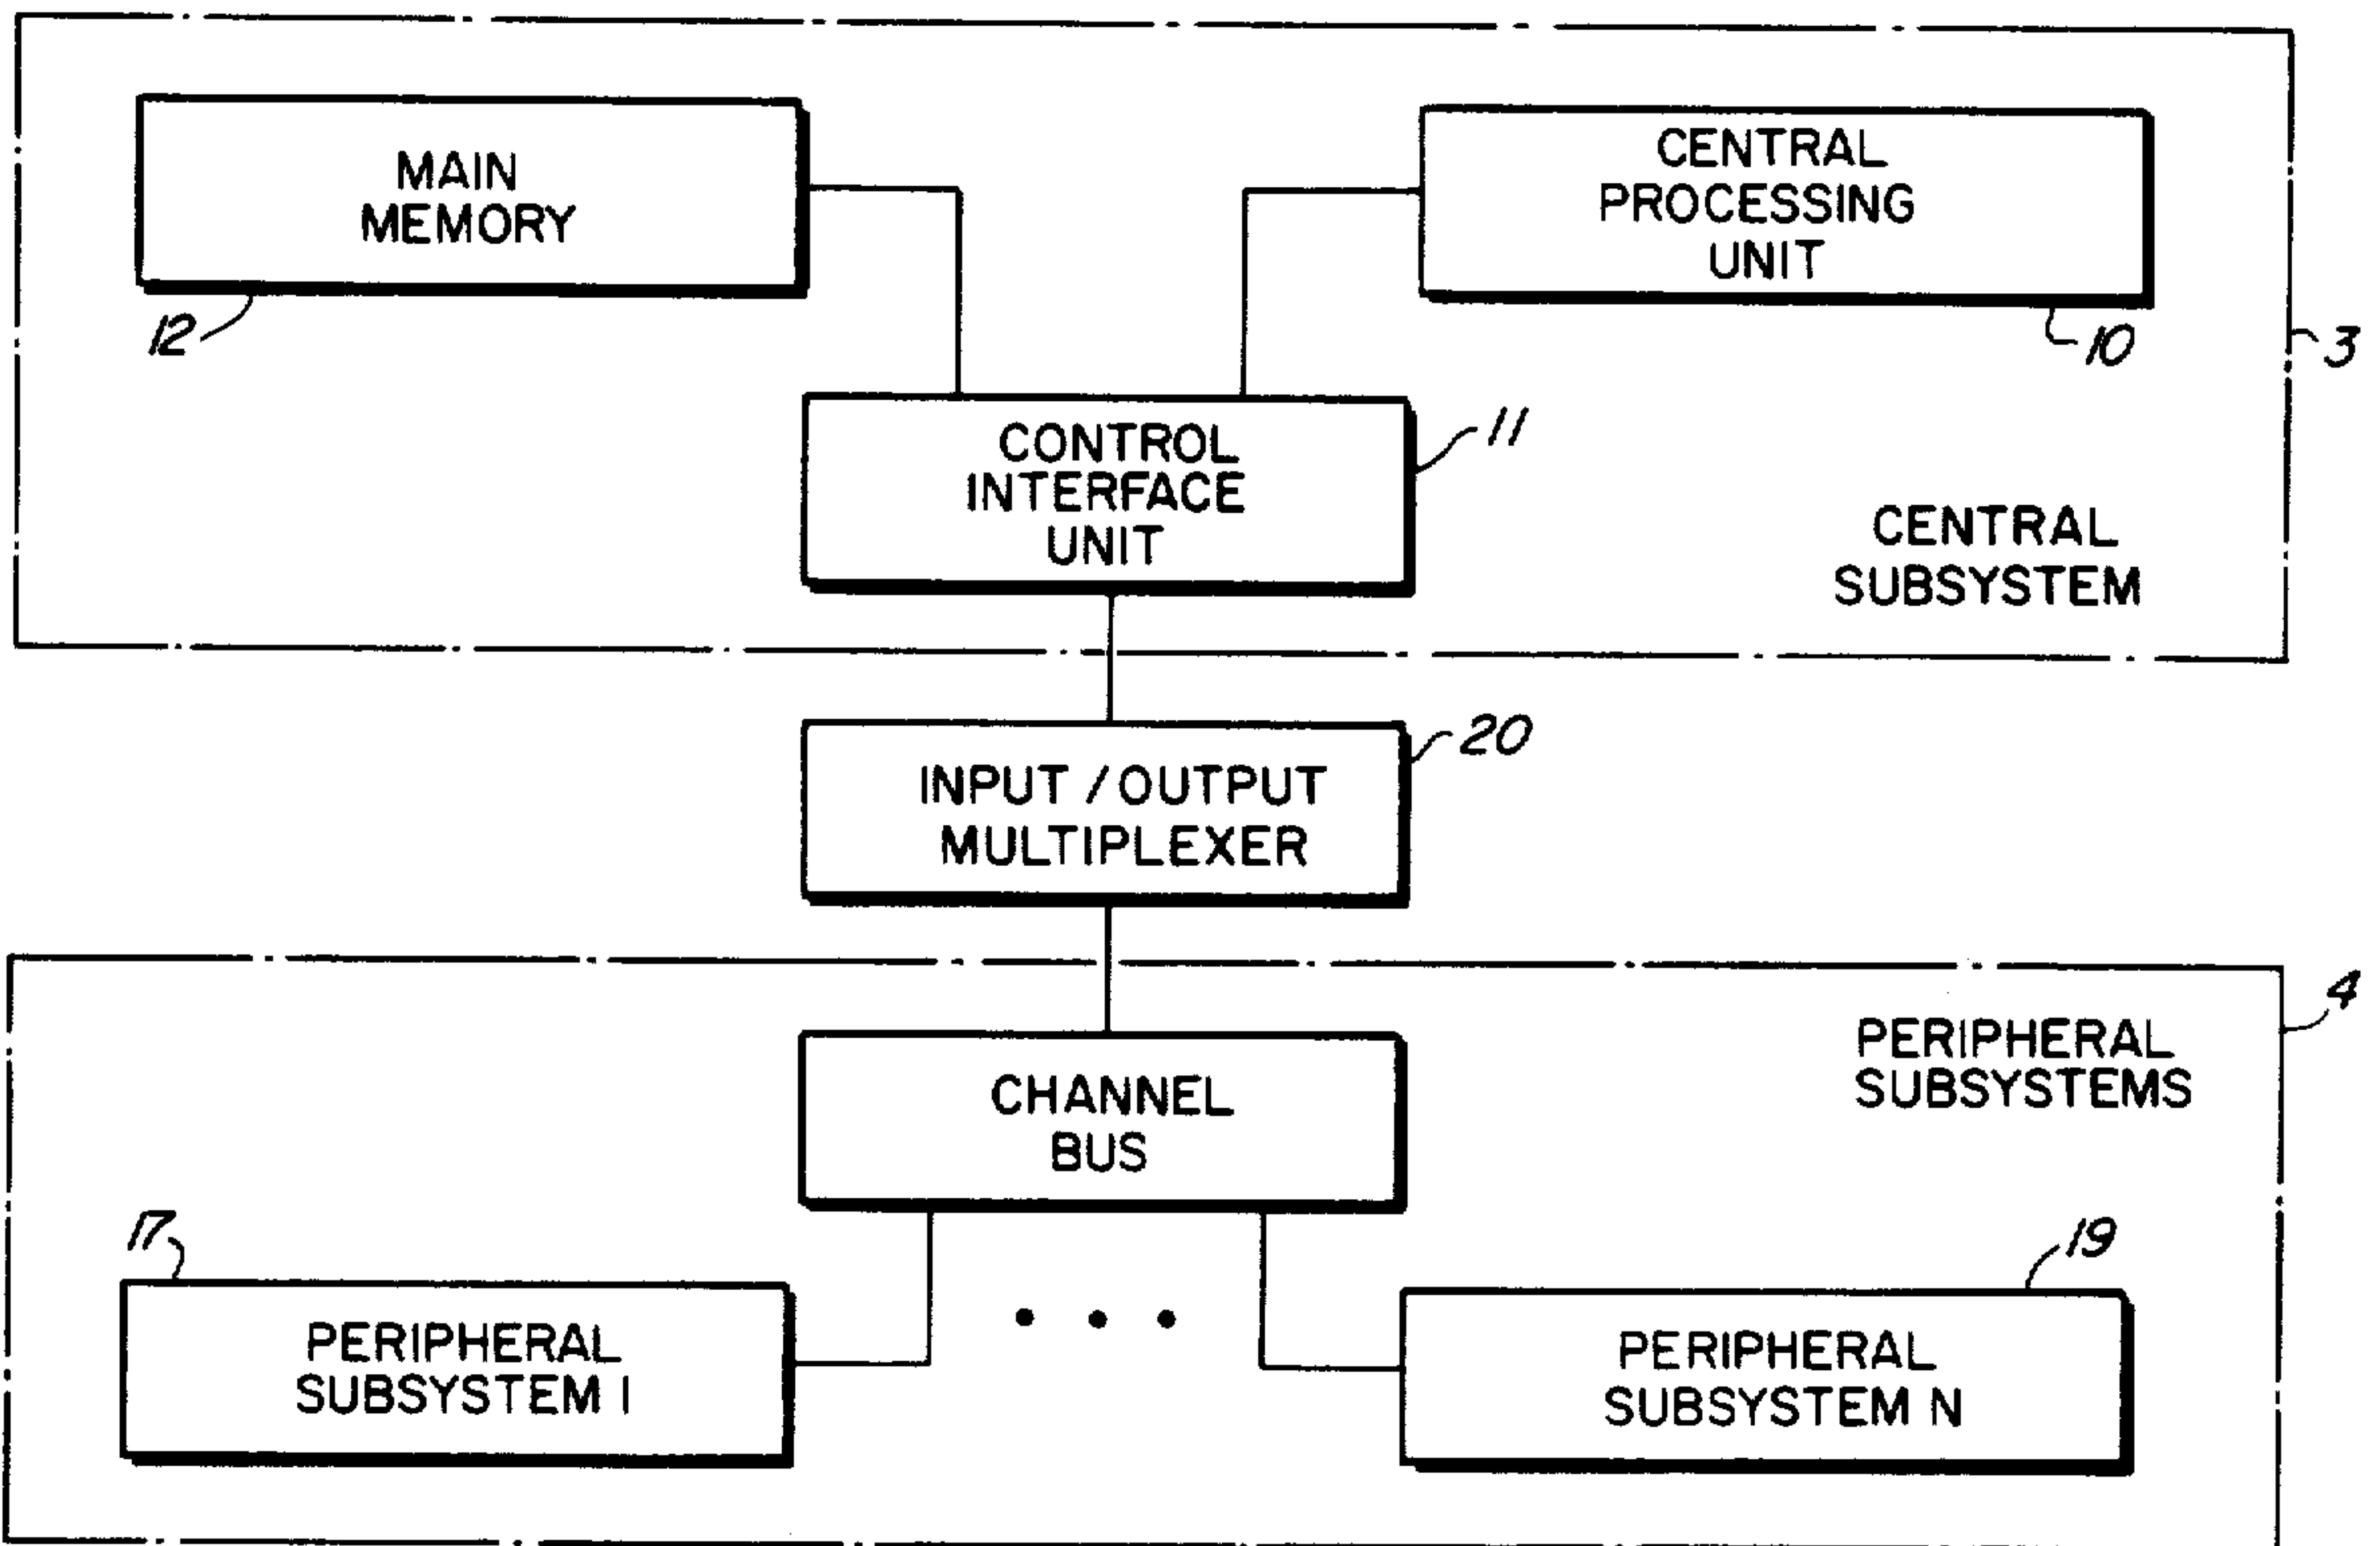 MAIN
MEMORY
12
CENTRAL
PROCESSING
UNIT
10
3
CONTROL
INTERFACE
UNIT
11
CENTRAL
SUBSYSTEM
INPUT / OUTPUT
MULTIPLEXER
20
4
PERIPHERAL
SUBSYSTEMS
CHANNEL
BUS
17
PERIPHERAL
SUBSYSTEM 1
19
PERIPHERAL
SUBSYSTEM N